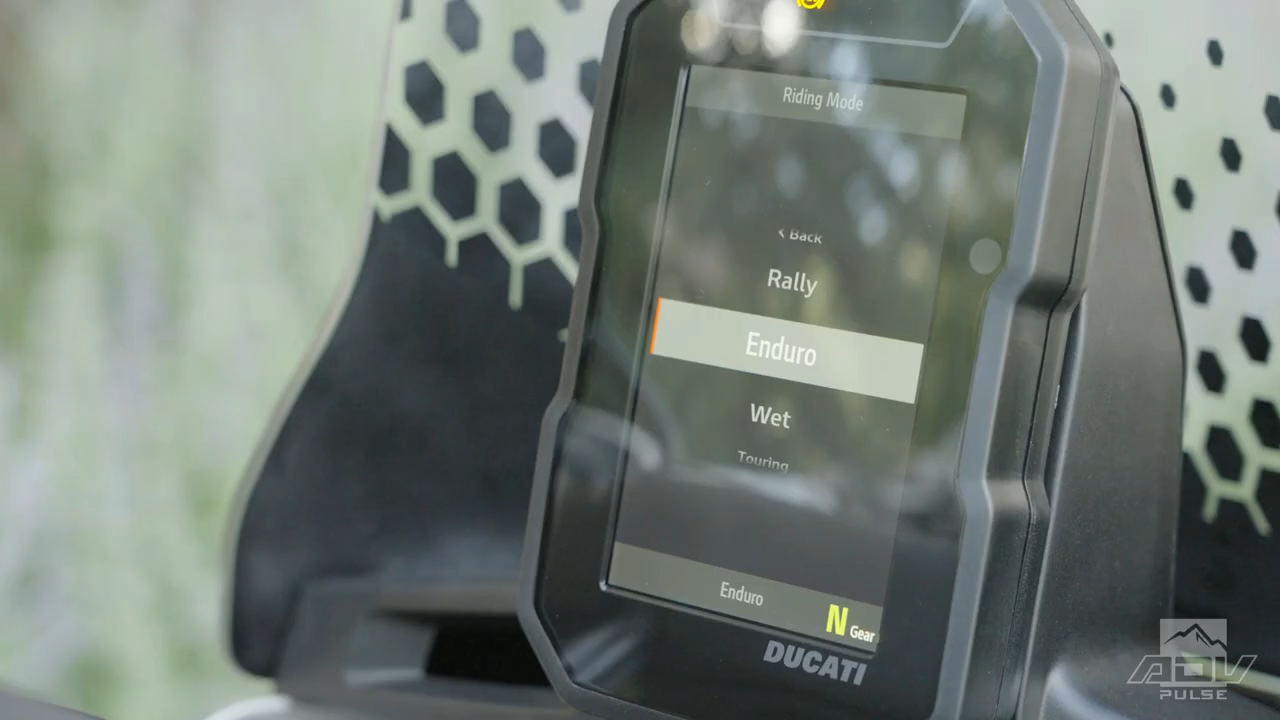 Riding Mode
< Back
Rally
Enduro
Wet
Touring
Enduro
N Gear
DUCATI
ADV
PULSE